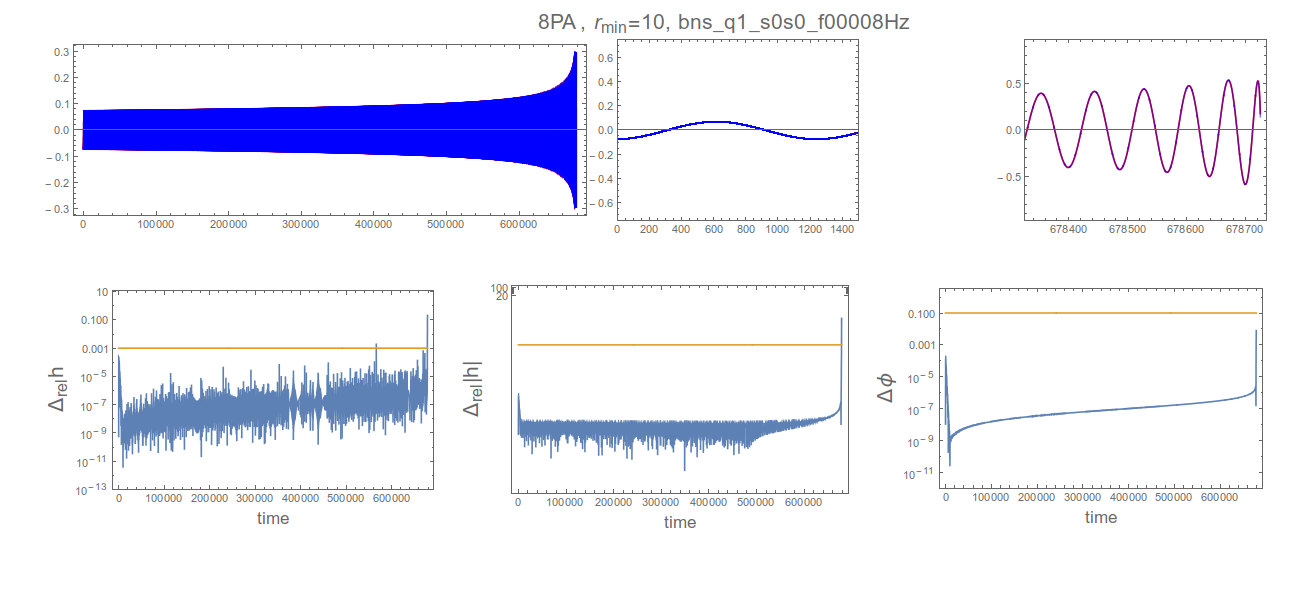 8PA , rmin=10, bns_q1_s0s0_f00008Hz
0.3
0.2
0.1
0.0
-0.1
-0.2
-0.3
0 100000 200000 300000 400000 500000 600000
0.6
0.4
0.2
0.0
-0.2
-0.4
-0.6
0 200 400 600 800 1000 1200 1400
0.5
0.0
-0.5
678400 678500 678600 678700
10
0.100
0.001
10⁻⁵
10⁻⁷
10⁻⁹
10⁻¹¹
10⁻¹³
Δrelh
0 100000 200000 300000 400000 500000 600000
time
100
20
Δrel|h|
0 100000 200000 300000 400000 500000 600000
time
0.100
0.001
10⁻⁵
10⁻⁷
10⁻⁹
10⁻¹¹
Δϕ
0 100000 200000 300000 400000 500000 600000
time